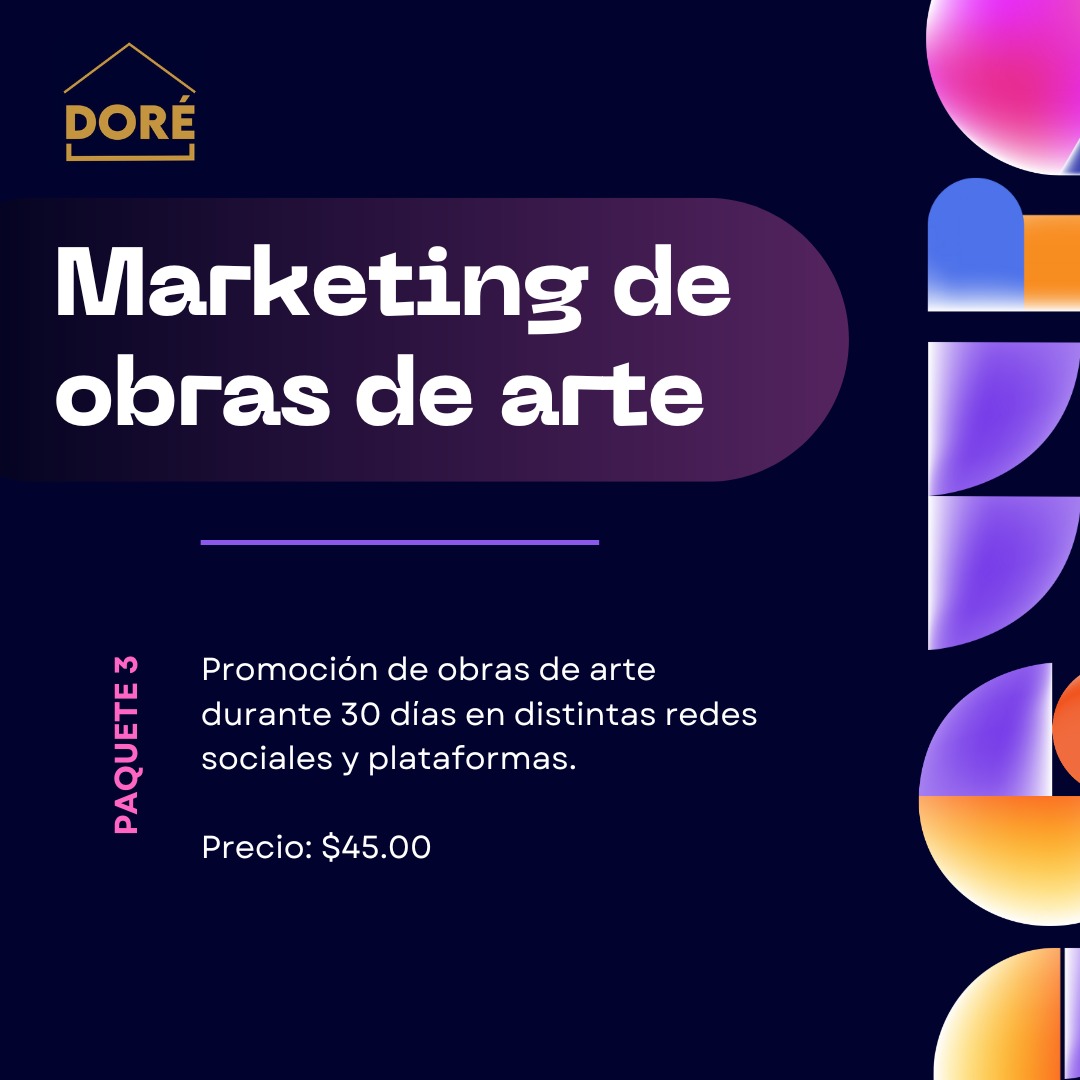 DORÉ
Marketing de
obras de arte
PAQUETE 3
Promoción de obras de arte
durante 30 días en distintas redes
sociales y plataformas.
Precio: $45.00